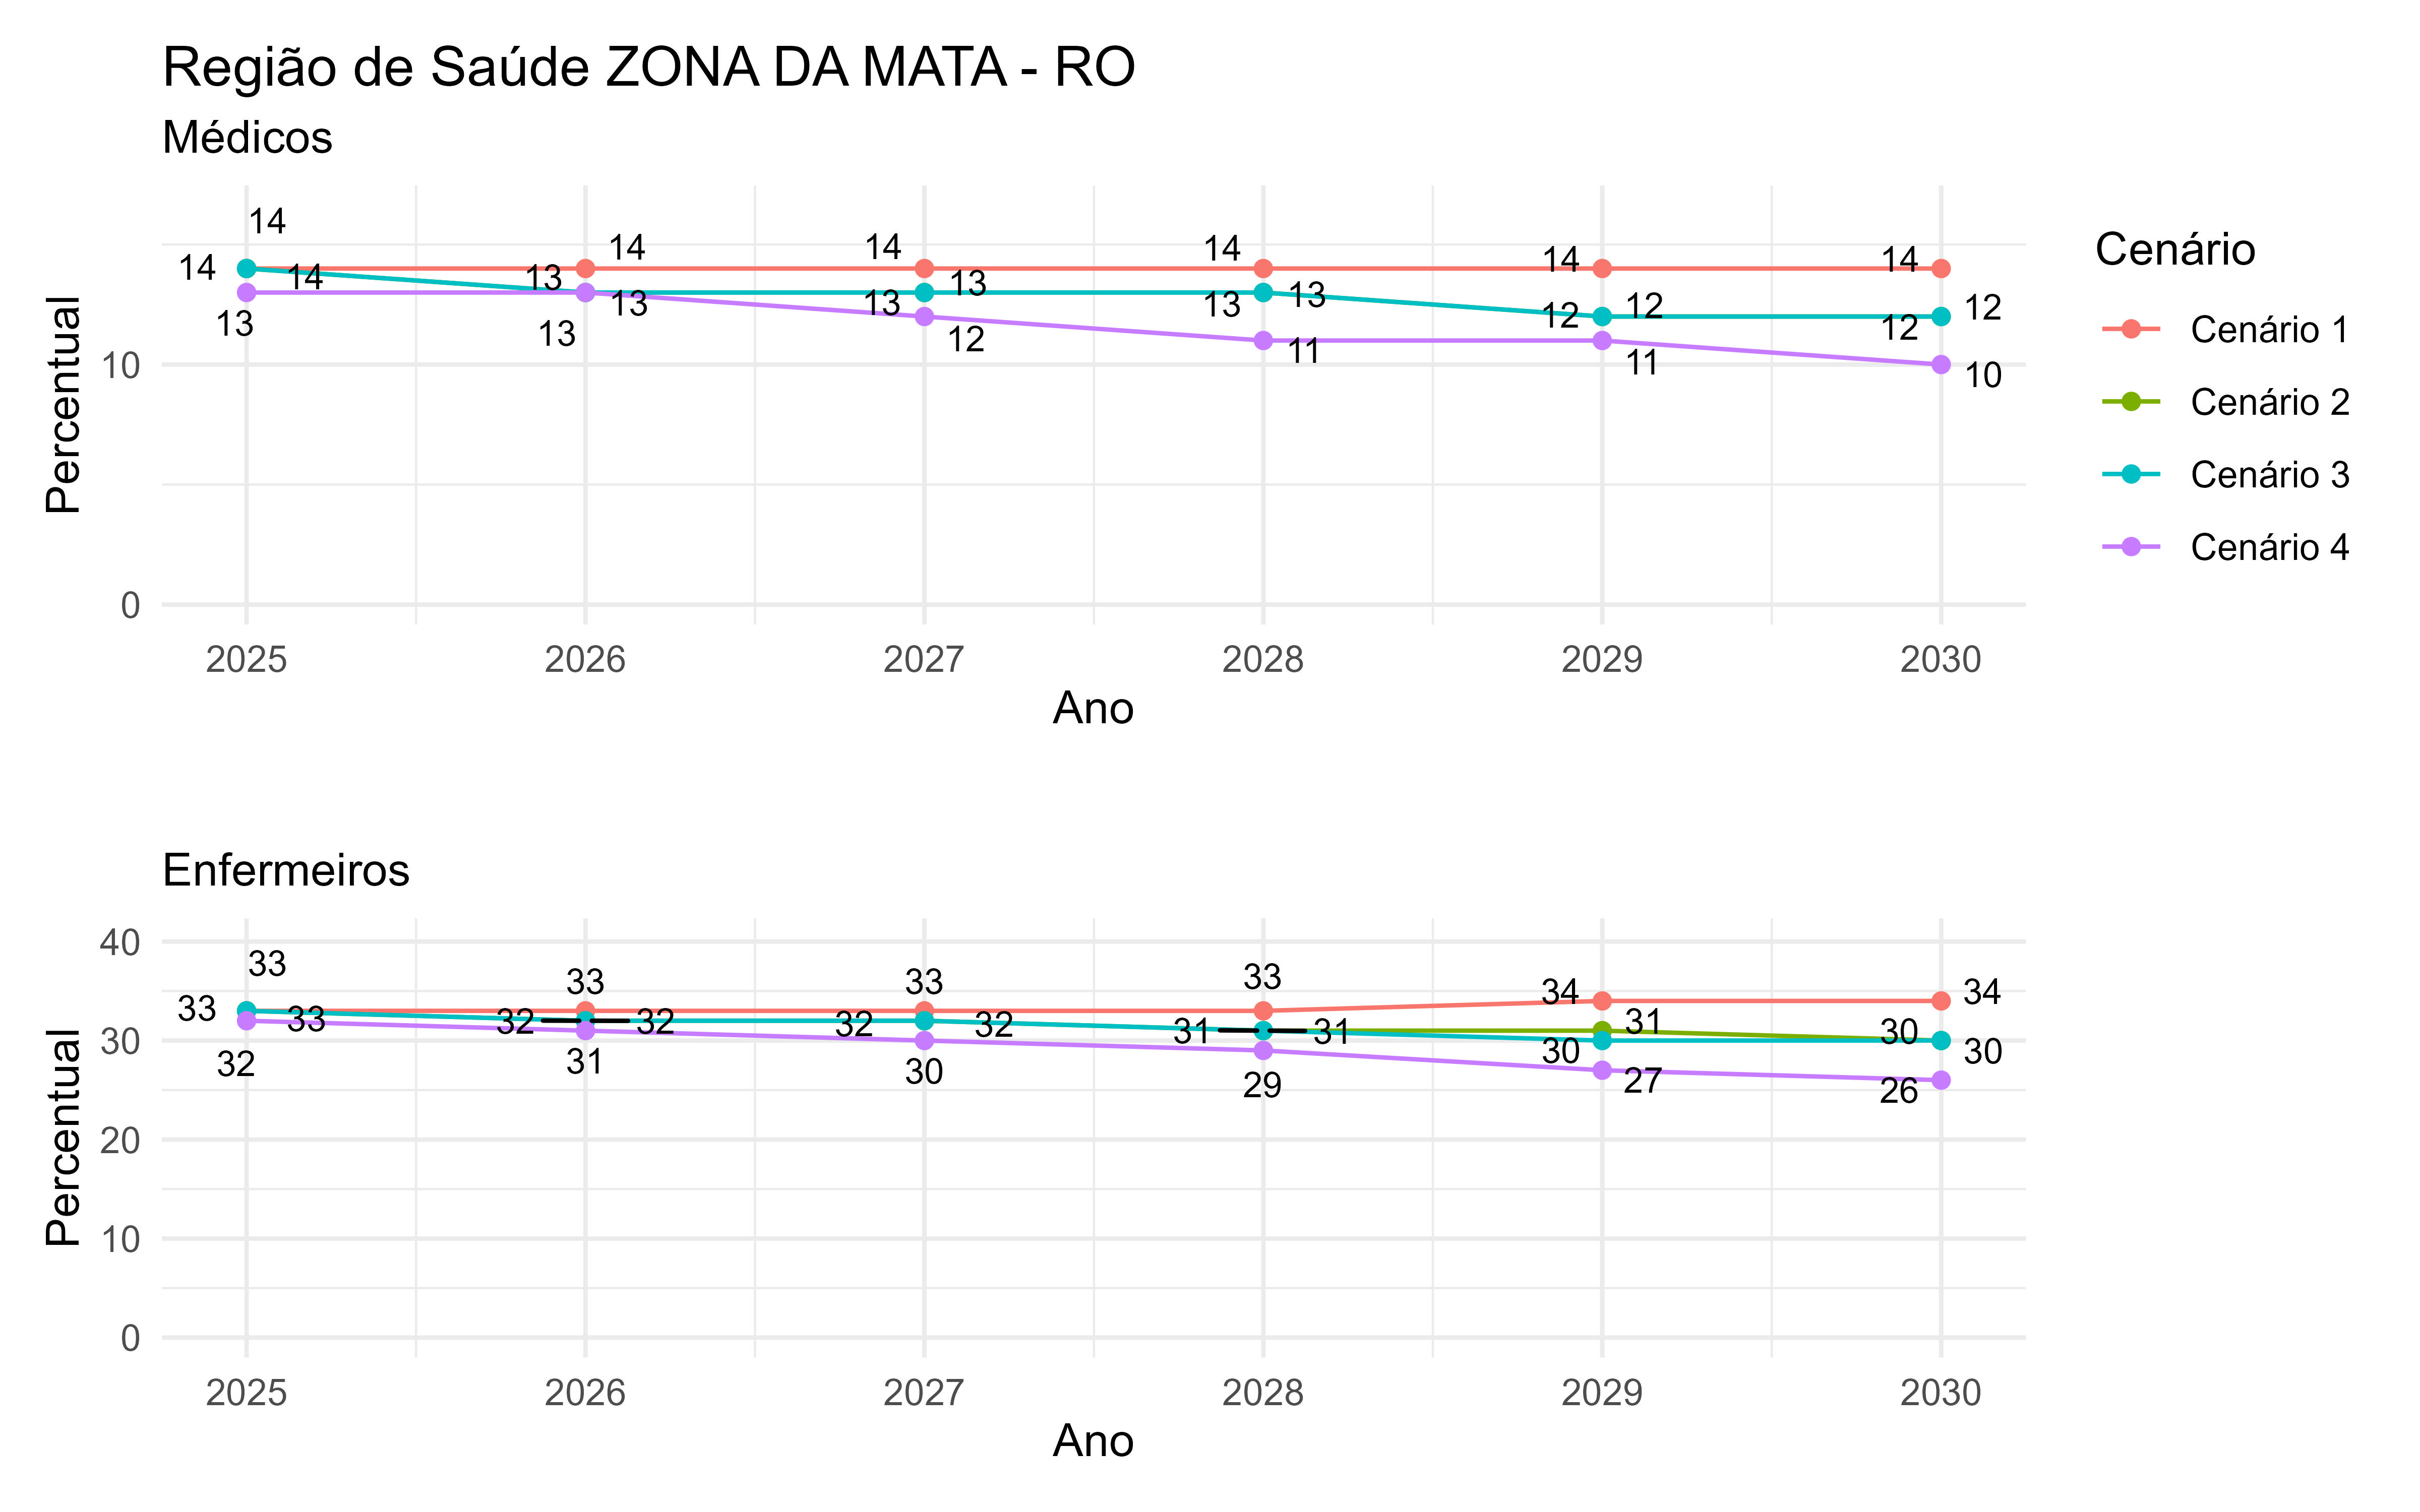 Região de Saúde ZONA DA MATA - RO
Médicos
14
14 14 14 14 14
14 14 13 13 13 12 12
13 13 13 13 12 12
13 13 12 11 11 10
Percentual
10
0
2025 2026 2027 2028 2029 2030
Ano
Cenário
Cenário 1
Cenário 2
Cenário 3
Cenário 4
Enfermeiros
40
33 33 33 33 34 34
33 33 32 32 32 32 31 31 31 30
32 31 30 29 30 27 30 26
Percentual
30
20
10
0
2025 2026 2027 2028 2029 2030
Ano